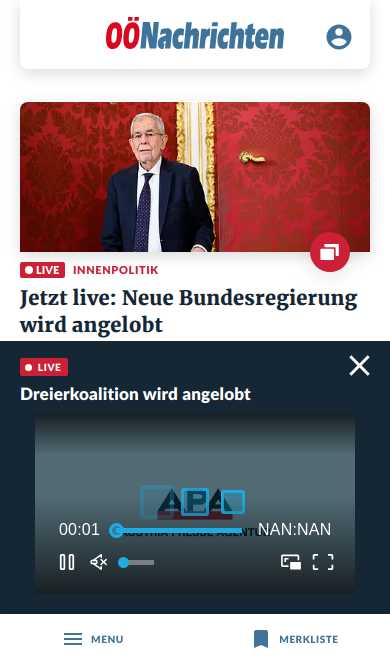 OÖNachrichten
LIVE INNENPOLITIK
Jetzt live: Neue Bundesregierung
wird angelobt
LIVE
Dreierkoalition wird angelobt
APA
AUSTRIA PRESSE AGENTUR
00:01 NAN:NAN
MENU MERKLISTE